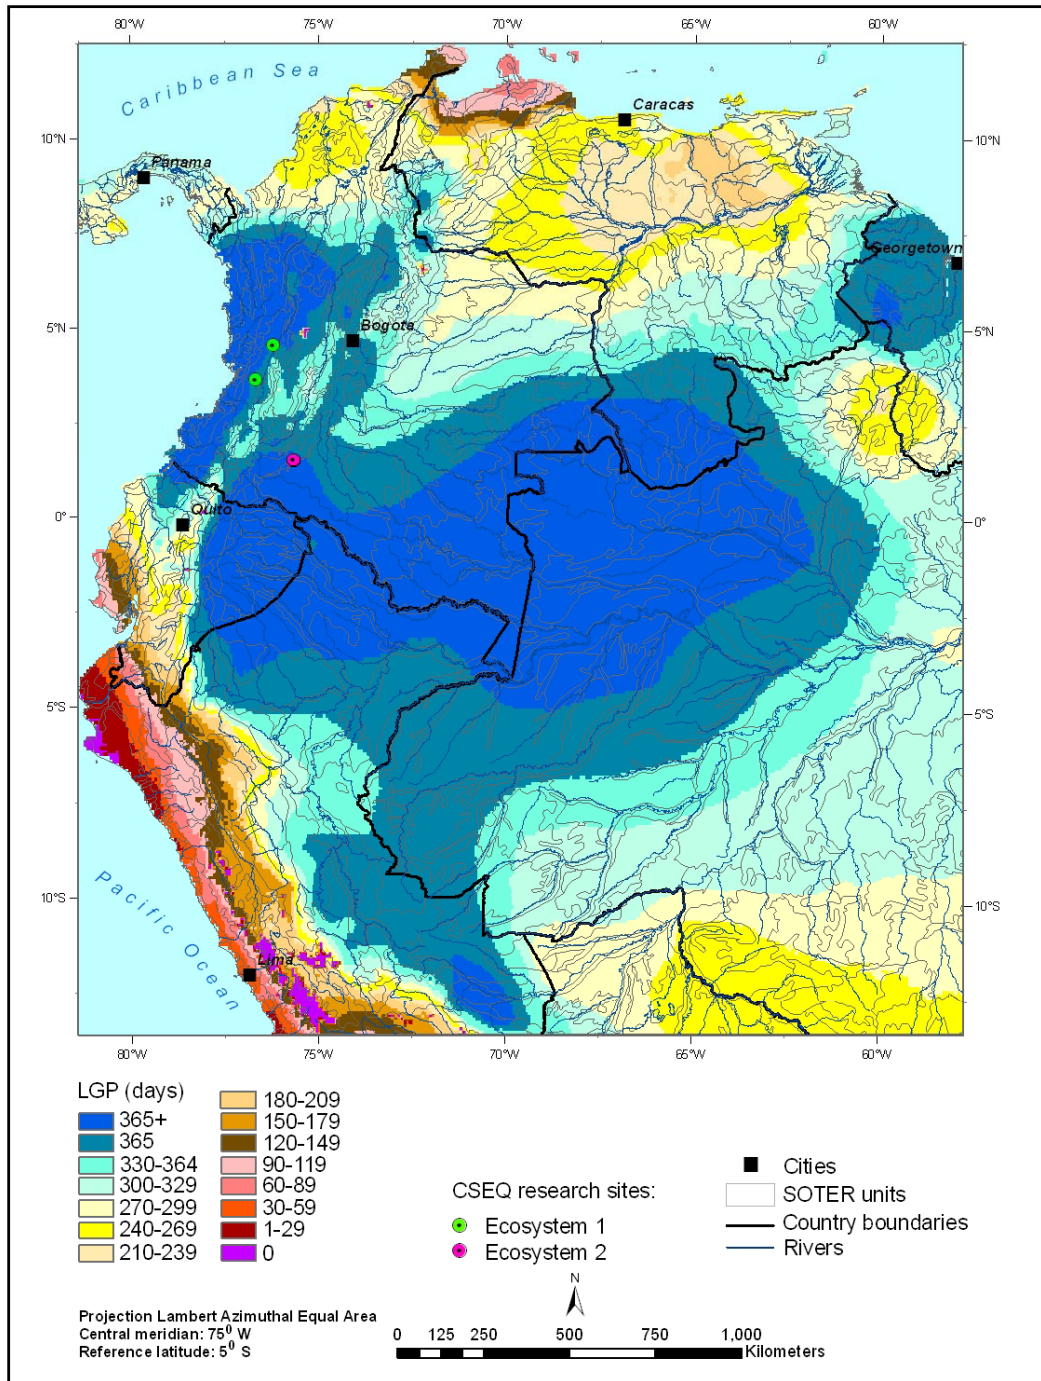 80°W 75°W 70°W 65°W 60°W
Caribbean Sea
Caracas
10°N 10°N
Panama
Georgetown
5°N 5°N
Bogota
0° 0°
Quito
5°S 5°S
10°S 10°S
Pacific Ocean
Lima
80°W 75°W 70°W 65°W 60°W
LGP (days)
365+
365
330-364
300-329
270-299
240-269
210-239
180-209
150-179
120-149
90-119
60-89
30-59
1-29
0
CSEQ research sites:
Ecosystem 1
Ecosystem 2
Cities
SOTER units
Country boundaries
Rivers
N
Projection Lambert Azimuthal Equal Area
Central meridian: 75⁰ W
Reference latitude: 5⁰ S
0 125 250 500 750 1,000
Kilometers